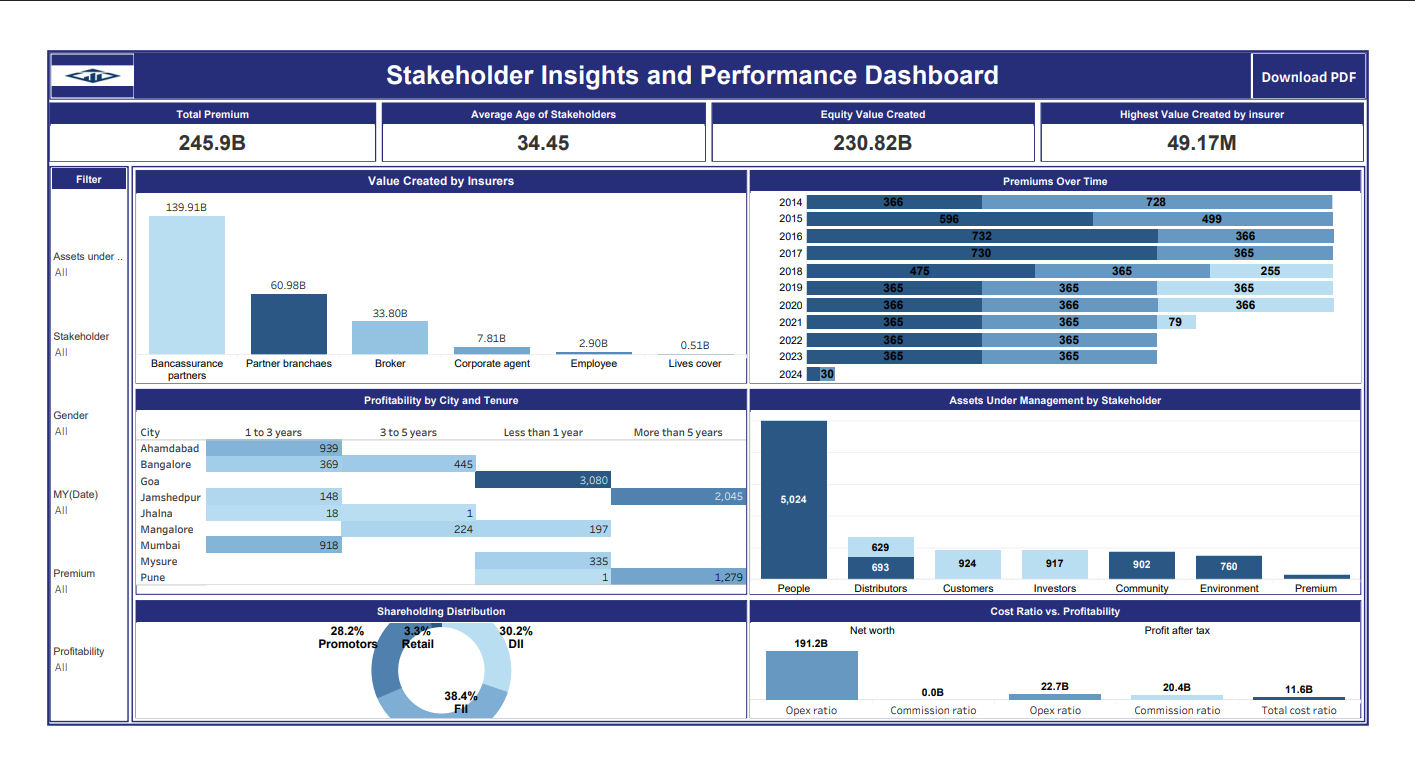 Stakeholder Insights and Performance Dashboard
Download PDF
Total Premium
245.9B
Average Age of Stakeholders
34.45
Equity Value Created
230.82B
Highest Value Created by insurer
49.17M
Filter
Assets under ..
All
Stakeholder
All
Gender
All
MY(Date)
All
Premium
All
Profitability
All
Value Created by Insurers
139.91B
60.98B
33.80B
7.81B
2.90B
0.51B
Bancassurance
partners
Partner branchaes
Broker
Corporate agent
Employee
Lives cover
Premiums Over Time
2014 366 728
2015 596 499
2016 732 366
2017 730 365
2018 475 365 255
2019 365 365 365
2020 366 366 366
2021 365 365 79
2022 365 365
2023 365 365
2024 30
Profitability by City and Tenure
City 1 to 3 years 3 to 5 years Less than 1 year More than 5 years
Ahamdabad 939
Bangalore 369 445
Goa 3,080
Jamshedpur 148 2,045
Jhalna 18 1
Mangalore 224 197
Mumbai 918
Mysure 335
Pune 1 1,279
Assets Under Management by Stakeholder
5,024
629
693
924
917
902
760
People Distributors Customers Investors Community Environment Premium
Shareholding Distribution
28.2%
Promotors
3.3%
Retail
30.2%
DII
38.4%
FII
Cost Ratio vs. Profitability
Net worth
Profit after tax
191.2B
0.0B
22.7B
20.4B
11.6B
Opex ratio Commission ratio Opex ratio Commission ratio Total cost ratio